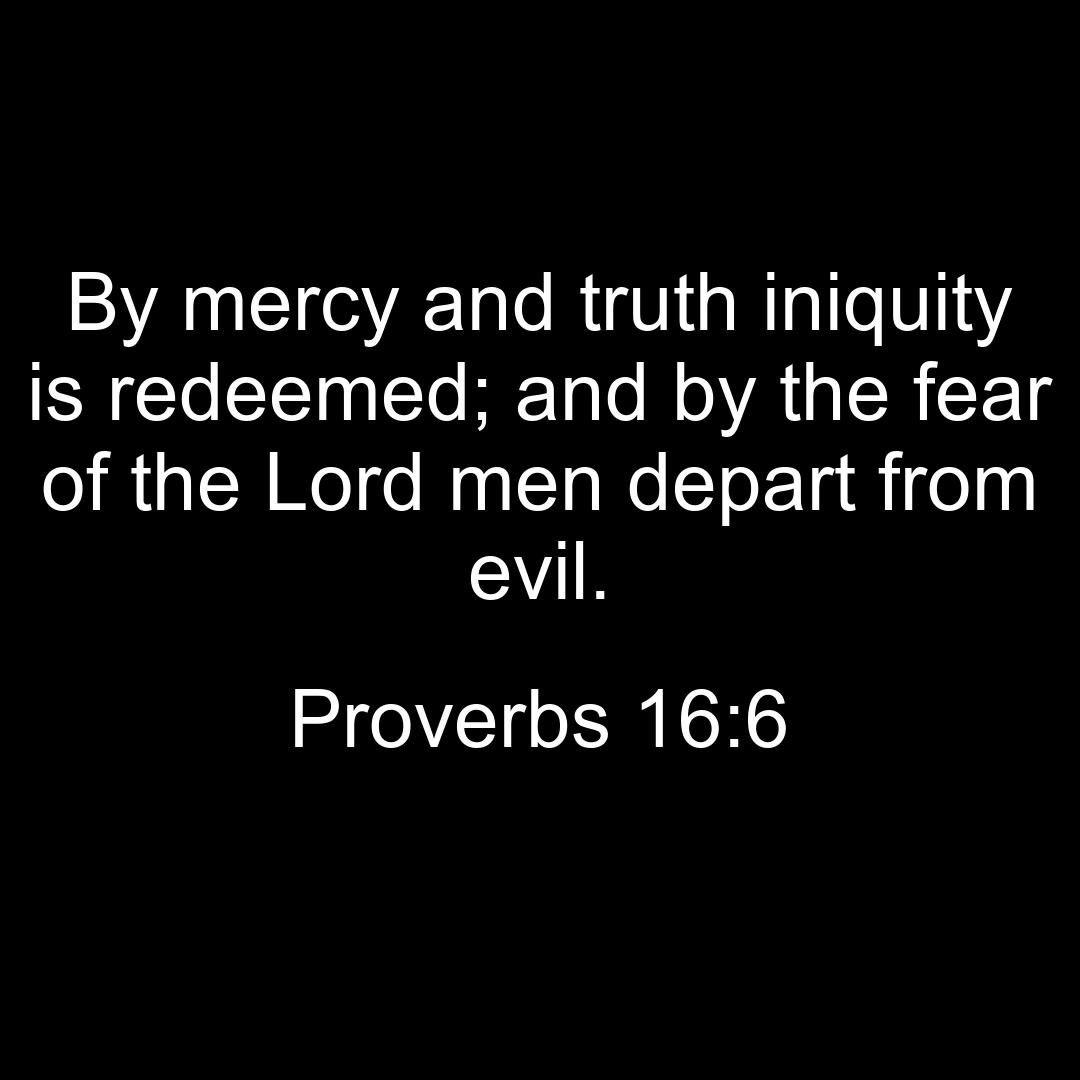 By mercy and truth iniquity
is redeemed; and by the fear
of the Lord men depart from
evil.
Proverbs 16:6